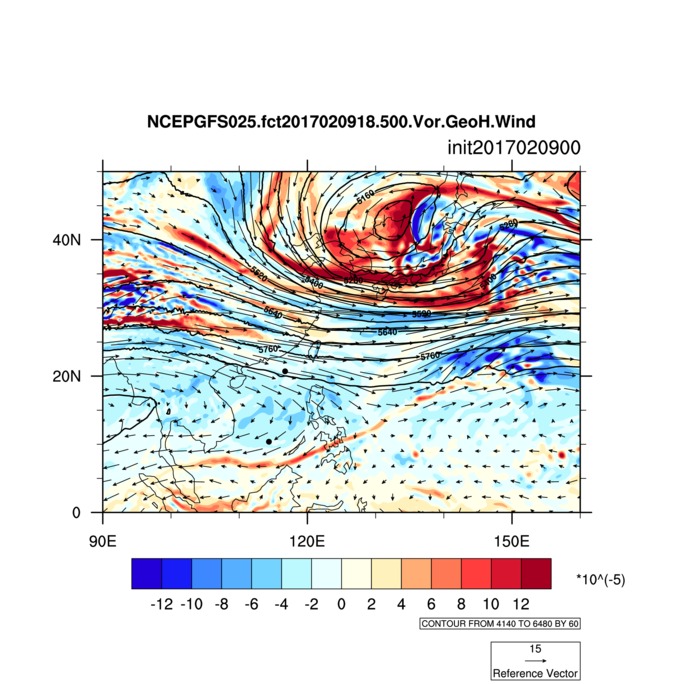 NCEPGFS025.fct2017020918.500.Vor.GeoH.Wind
init2017020900
5160
5280
40N
5520
5400
5280
5640
5520
5640
5760
5760
20N
0
90E 120E 150E
*10^(-5)
-12 -10 -8 -6 -4 -2 0 2 4 6 8 10 12
CONTOUR FROM 4140 TO 6480 BY 60
15
Reference Vector